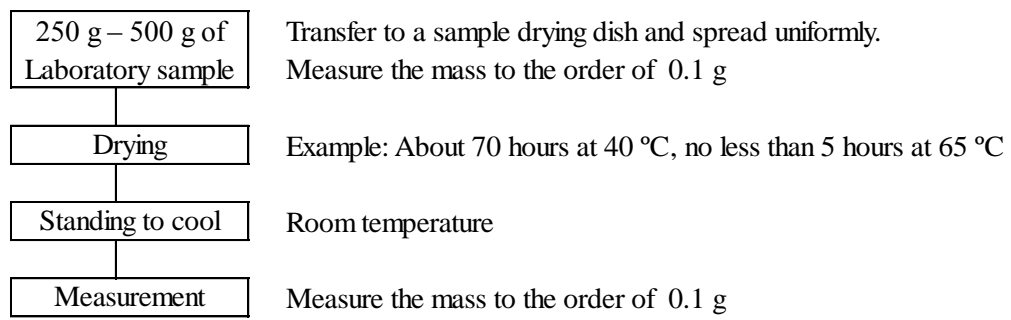 250 g – 500 g of
Laboratory sample
Transfer to a sample drying dish and spread uniformly.
Measure the mass to the order of 0.1 g
Drying
Example: About 70 hours at 40 ºC, no less than 5 hours at 65 ºC
Standing to cool
Room temperature
Measurement
Measure the mass to the order of 0.1 g